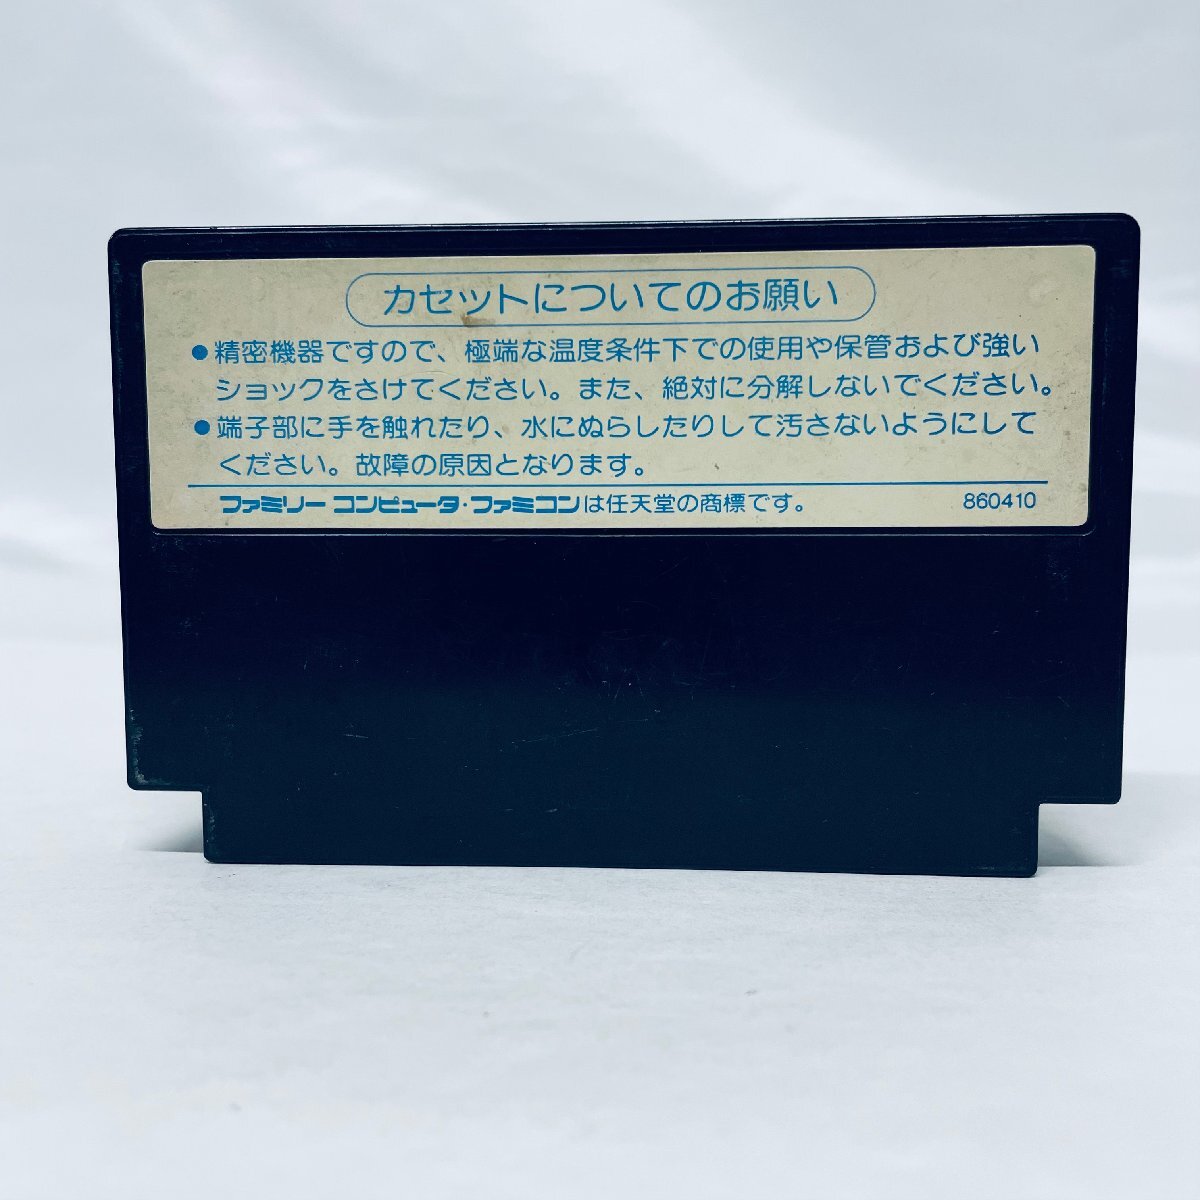 カセットについてのお願い
●精密機器ですので、極端な温度条件下での使用や保管および強い
ショックをさけてください。また、絶対に分解しないでください。
●端子部に手を触れたり、水にぬらしたりして汚さないようにして
ください。故障の原因となります。
ファミリーコンピュータ・ファミコンは任天堂の商標です。 860410